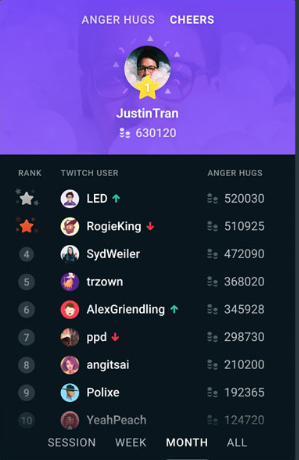 ANGER HUGS CHEERS
1
JustinTran
630120
RANK TWITCH USER ANGER HUGS
LED 520030
RogieKing 510925
4 SydWeiler 472090
5 trzown 368020
6 AlexGriendling 345928
7 ppd 298730
8 angitsai 210200
9 Polixe 192365
10 YeahPeach 124720
SESSION WEEK MONTH ALL